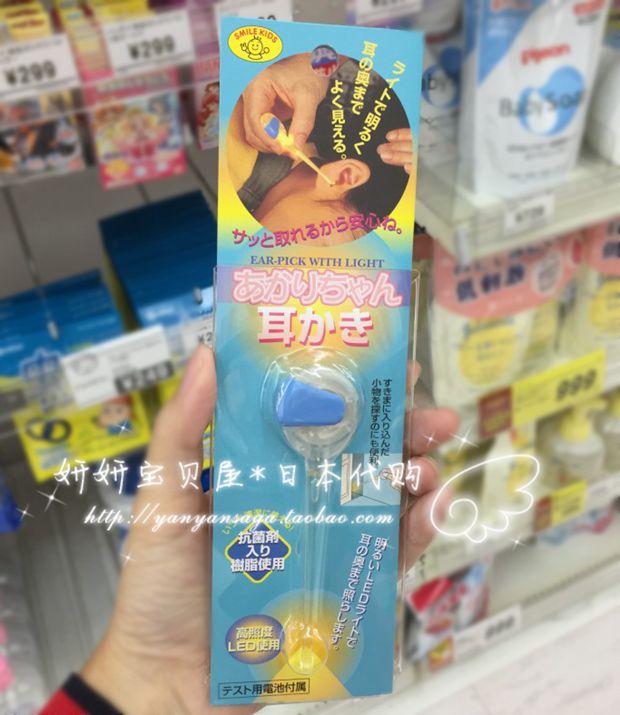 SMILE KIDS
ライトで明るく
耳の奥まで
よく見える。
サッと取れるから安心ね。
EAR-PICK WITH LIGHT
あかりちゃん
耳かき
すきまに入り込んだ
小物を探すのにも便利
妍妍宝贝屋*日本代购
http://yanyansaga.taobao.com
抗菌剤
入り
樹脂使用
明るいLEDライトで
耳の奥まで照らします。
高照度
LED使用
テスト用電池付属
¥299
¥299
Pigeon
低刺激
999